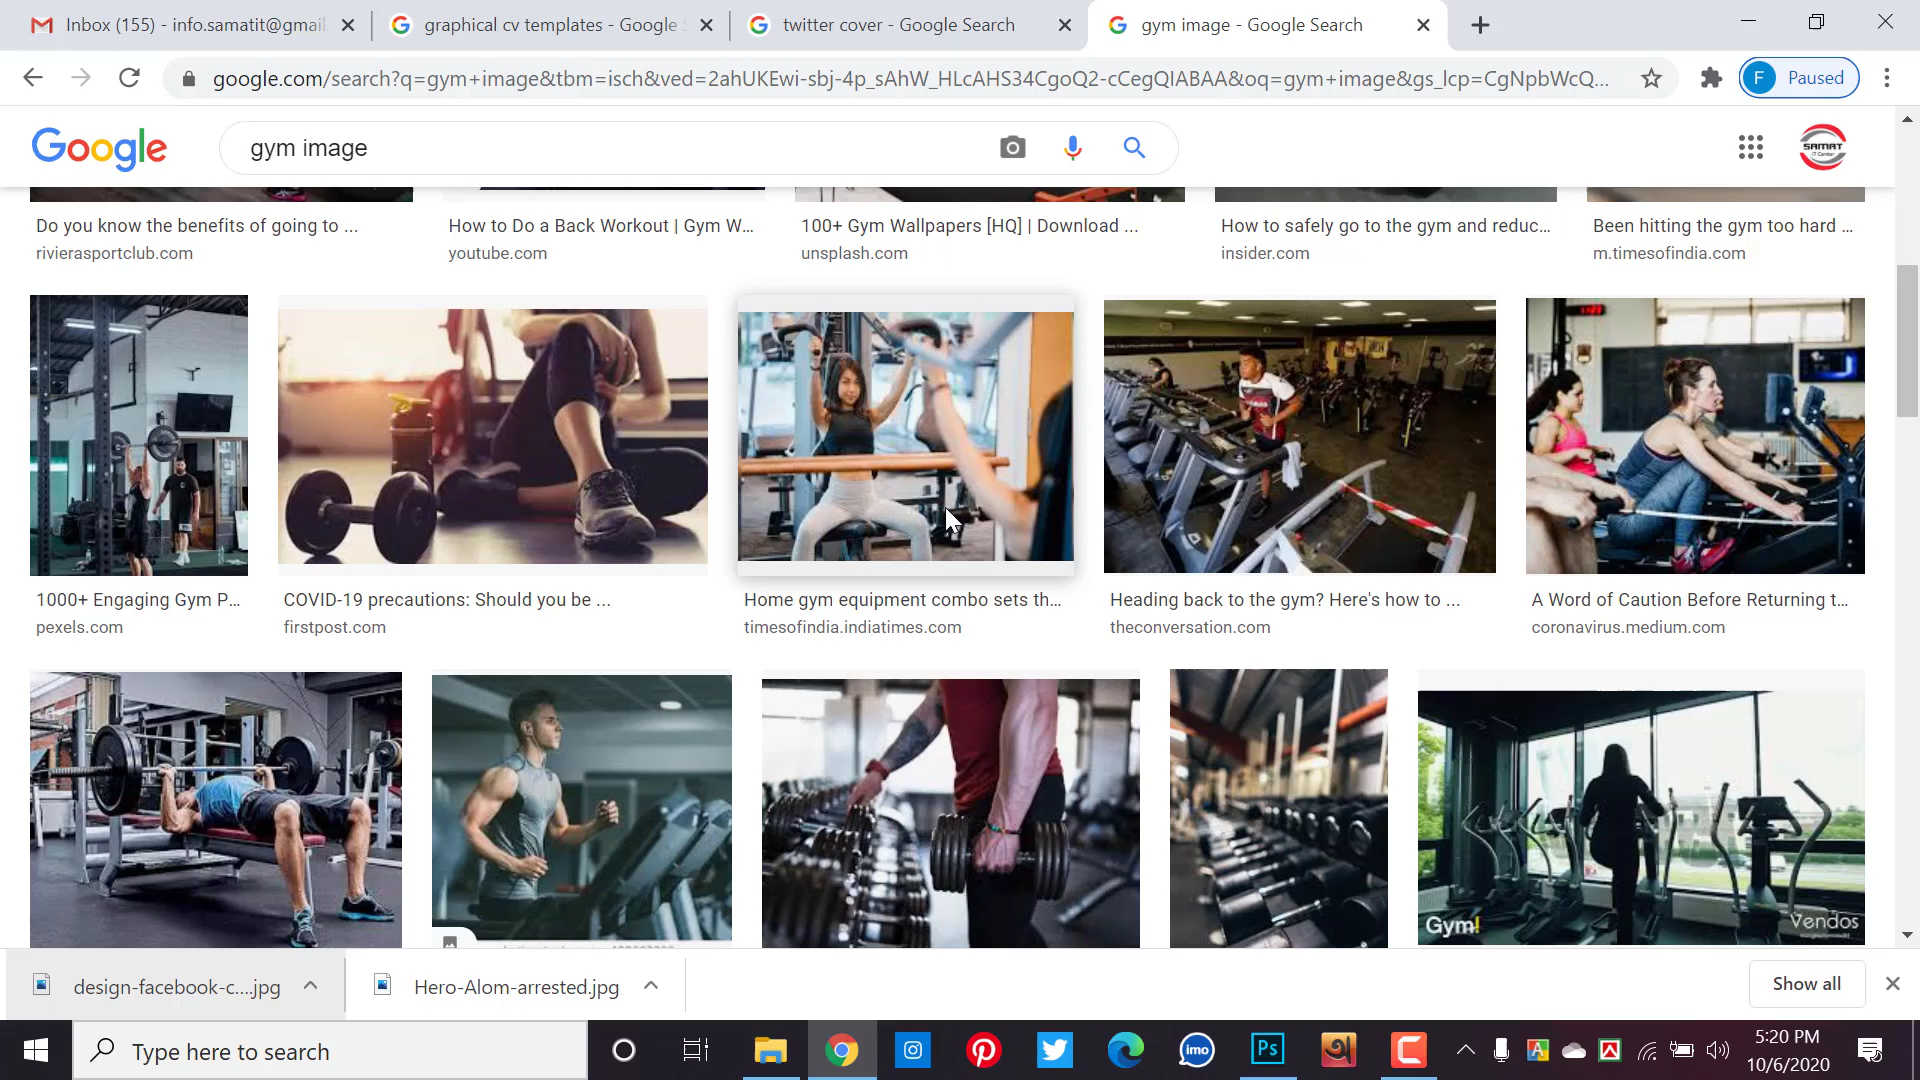 Inbox (155) - info.samatit@gmail
graphical cv templates - Google S
twitter cover - Google Search
gym image - Google Search
google.com/search?q=gym+image&tbm=isch&ved=2ahUKEwi-sbj-4p_sAhW_HLcAHS34CgoQ2-cCegQIABAA&oq=gym+image&gs_lcp=CgNpbWcQ...
F Paused
Google
gym image
SAMAT
IT Center
Do you know the benefits of going to ...
rivierasportclub.com
How to Do a Back Workout | Gym W...
youtube.com
100+ Gym Wallpapers [HQ] | Download ...
unsplash.com
How to safely go to the gym and reduc...
insider.com
Been hitting the gym too hard ...
m.timesofindia.com
1000+ Engaging Gym P...
pexels.com
COVID-19 precautions: Should you be ...
firstpost.com
Home gym equipment combo sets th...
timesofindia.indiatimes.com
Heading back to the gym? Here's how to ...
theconversation.com
A Word of Caution Before Returning t...
coronavirus.medium.com
Gym!
Vendos
design-facebook-c....jpg
Hero-Alom-arrested.jpg
Show all
Type here to search
imo
Ps
অ
A
5:20 PM
10/6/2020